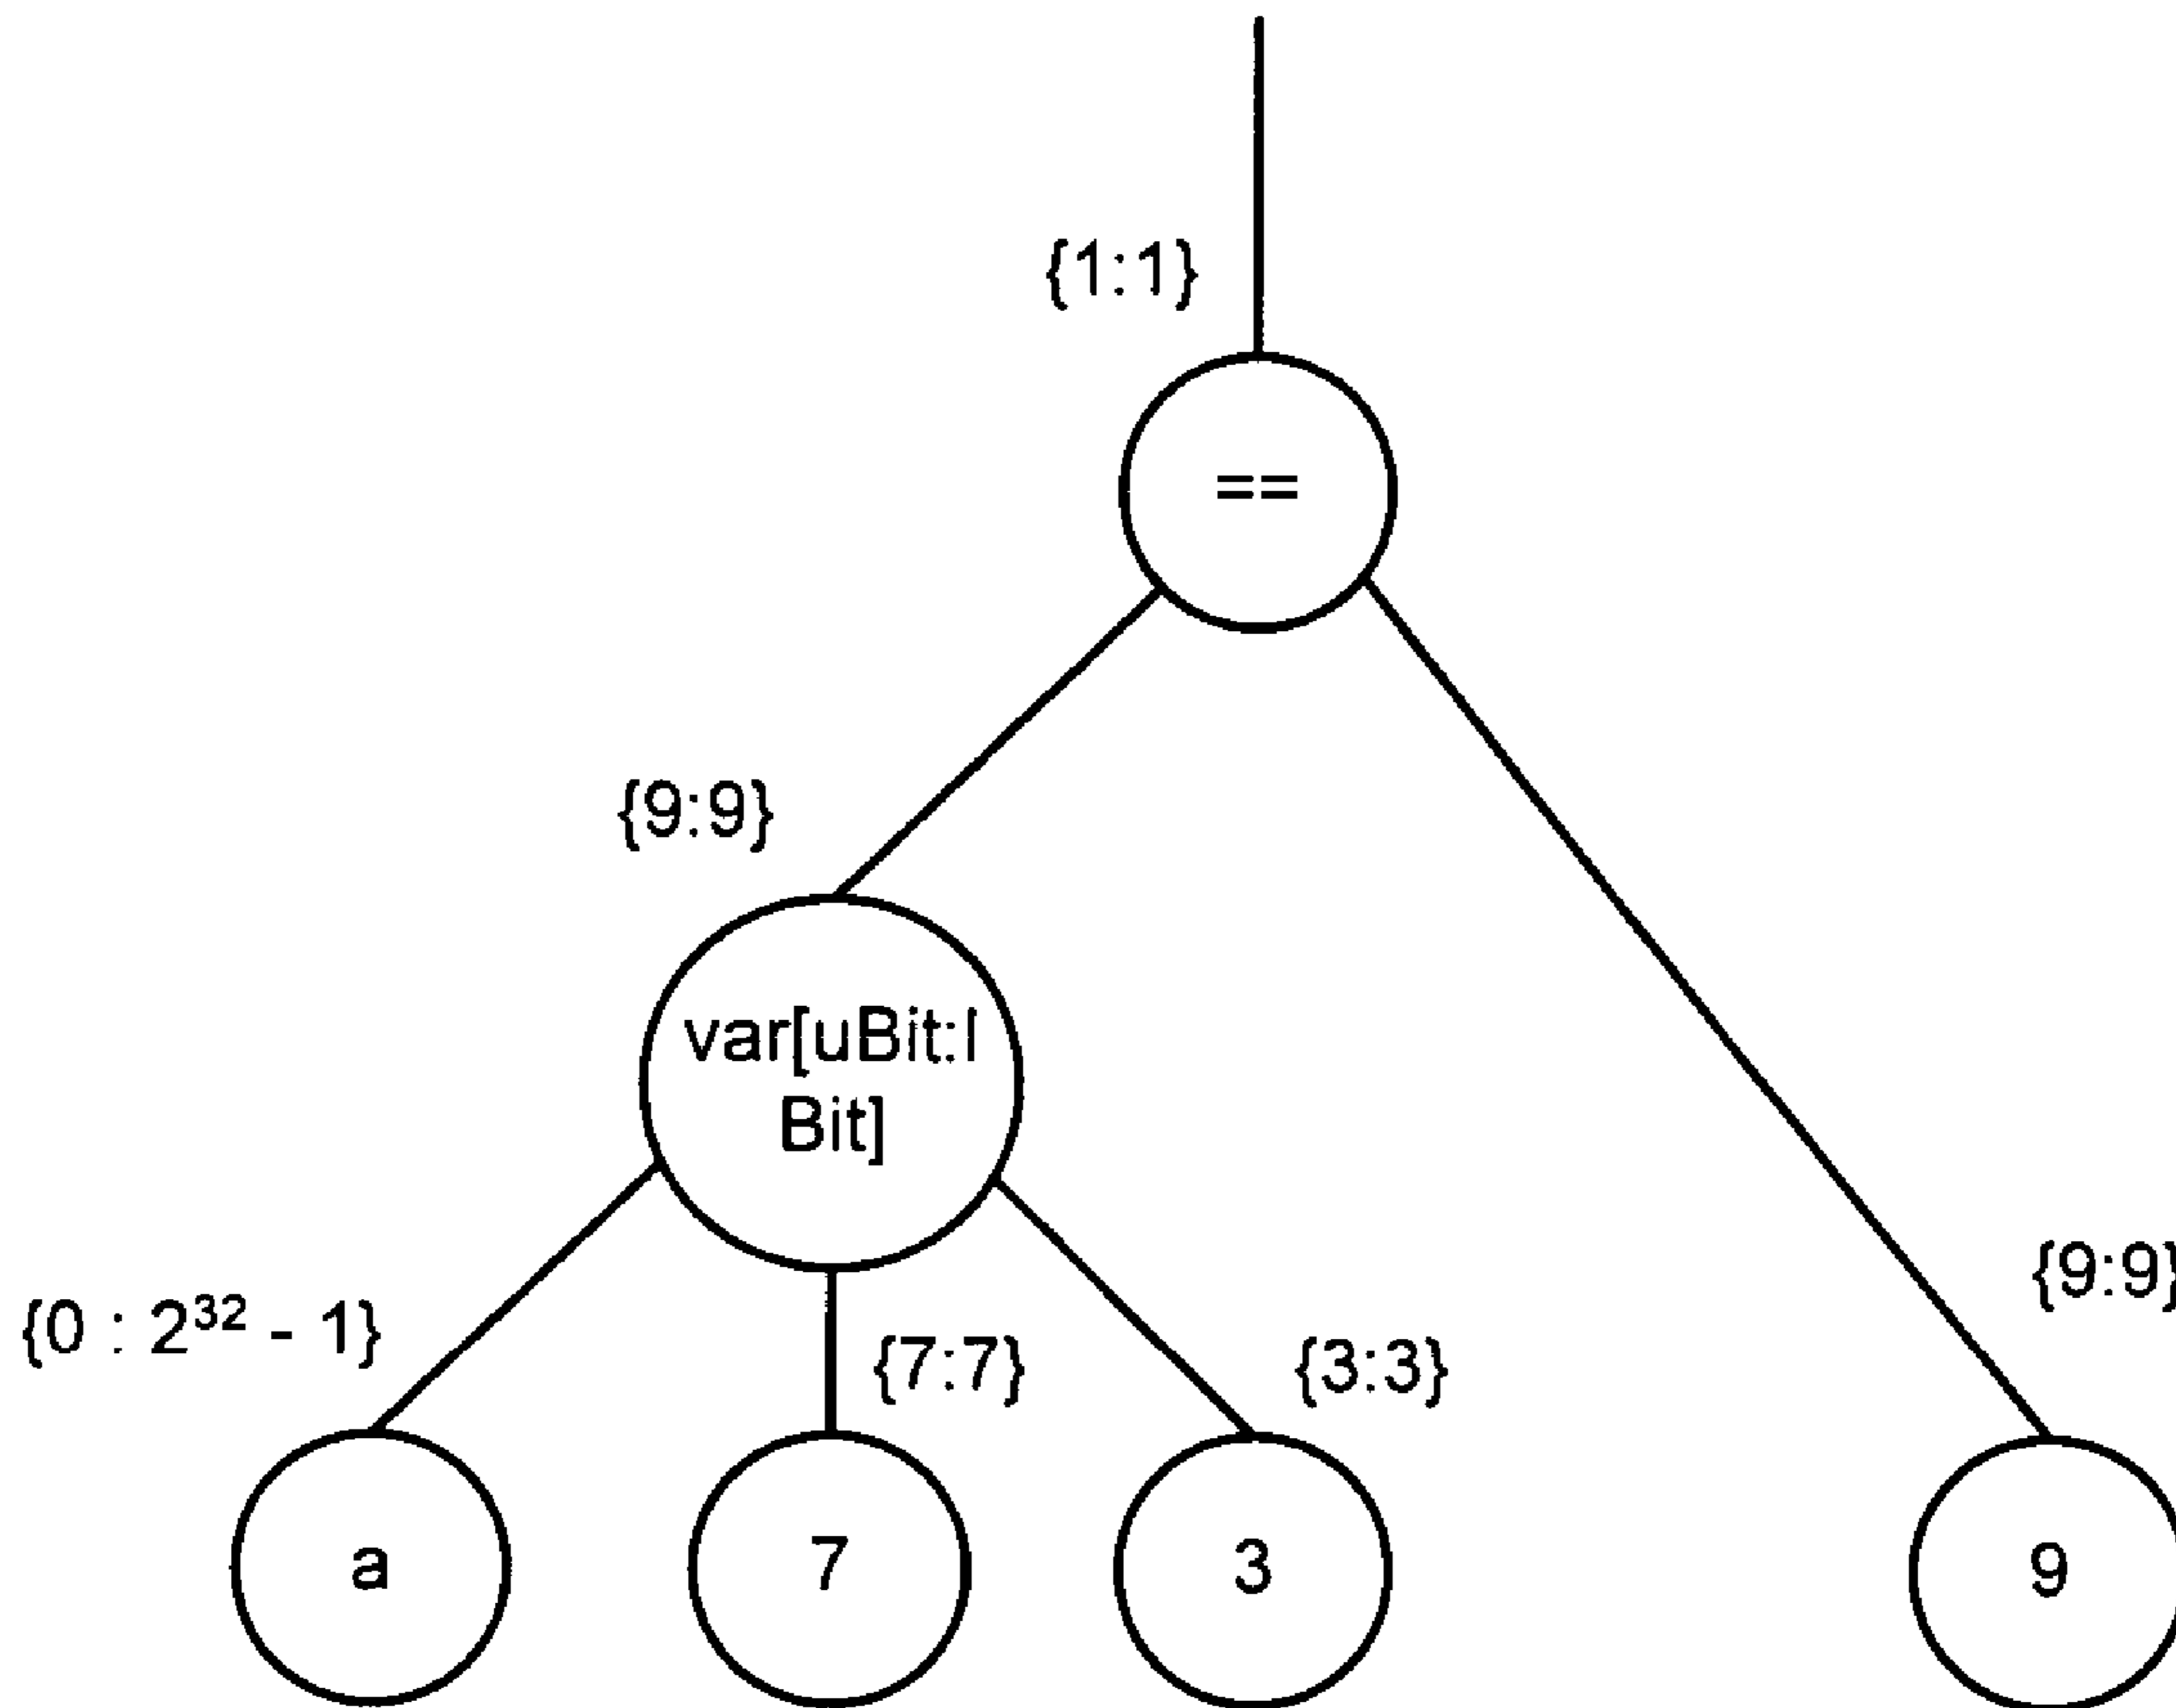 {1:1}
==
{9:9}
var[uBit:l
Bit]
{9:9}
{0 : 2³² - 1}
{7:7}
{3:3}
a
7
3
9